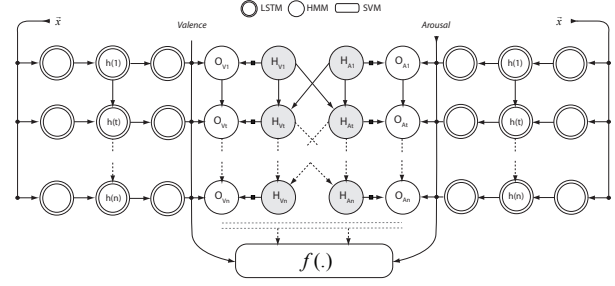 LSTM HMM SVM
x⃗ Valence Arousal x⃗
h(1) O_V1 H_V1 H_A1 O_A1 h(1)
h(t) O_Vt H_Vt H_At O_At h(t)
h(n) O_Vn H_Vn H_An O_An h(n)
f(.)